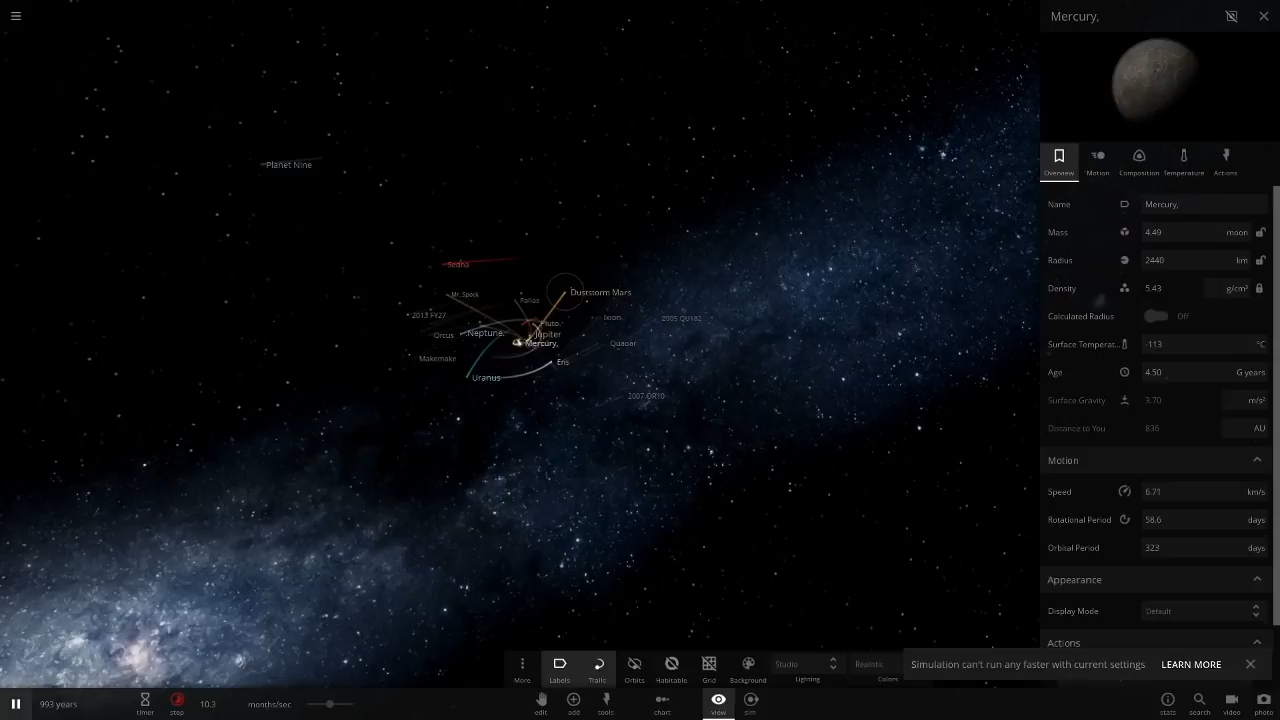 Mercury,
Planet Nine
Sedna
Mr. Spock
Pallas
Duststorm Mars
2013 FY27
Ixion
2005 QU182
Pluto.
Orcus
Neptune.
Jupiter
Mercury,
Quaoar
Makemake
Eris
Uranus
2007 OR10
Overview
Motion
Composition
Temperature
Actions
Name Mercury,
Mass 4.49 moon
Radius 2440 km
Density 5.43 g/cm³
Calculated Radius Off
Surface Temperat... -113 °C
Age 4.50 G years
Surface Gravity 3.70 m/s²
Distance to You 836 AU
Motion
Speed 6.71 km/s
Rotational Period 58.6 days
Orbital Period 323 days
Appearance
Display Mode Default
Actions
Simulation can't run any faster with current settings LEARN MORE
More
Labels
Trails
Orbits
Habitable
Grid
Background
Studio
Lighting
Realistic
Colors
993 years
timer
step
10.3 months/sec
edit
add
tools
chart
view
sim
stats
search
video
photo